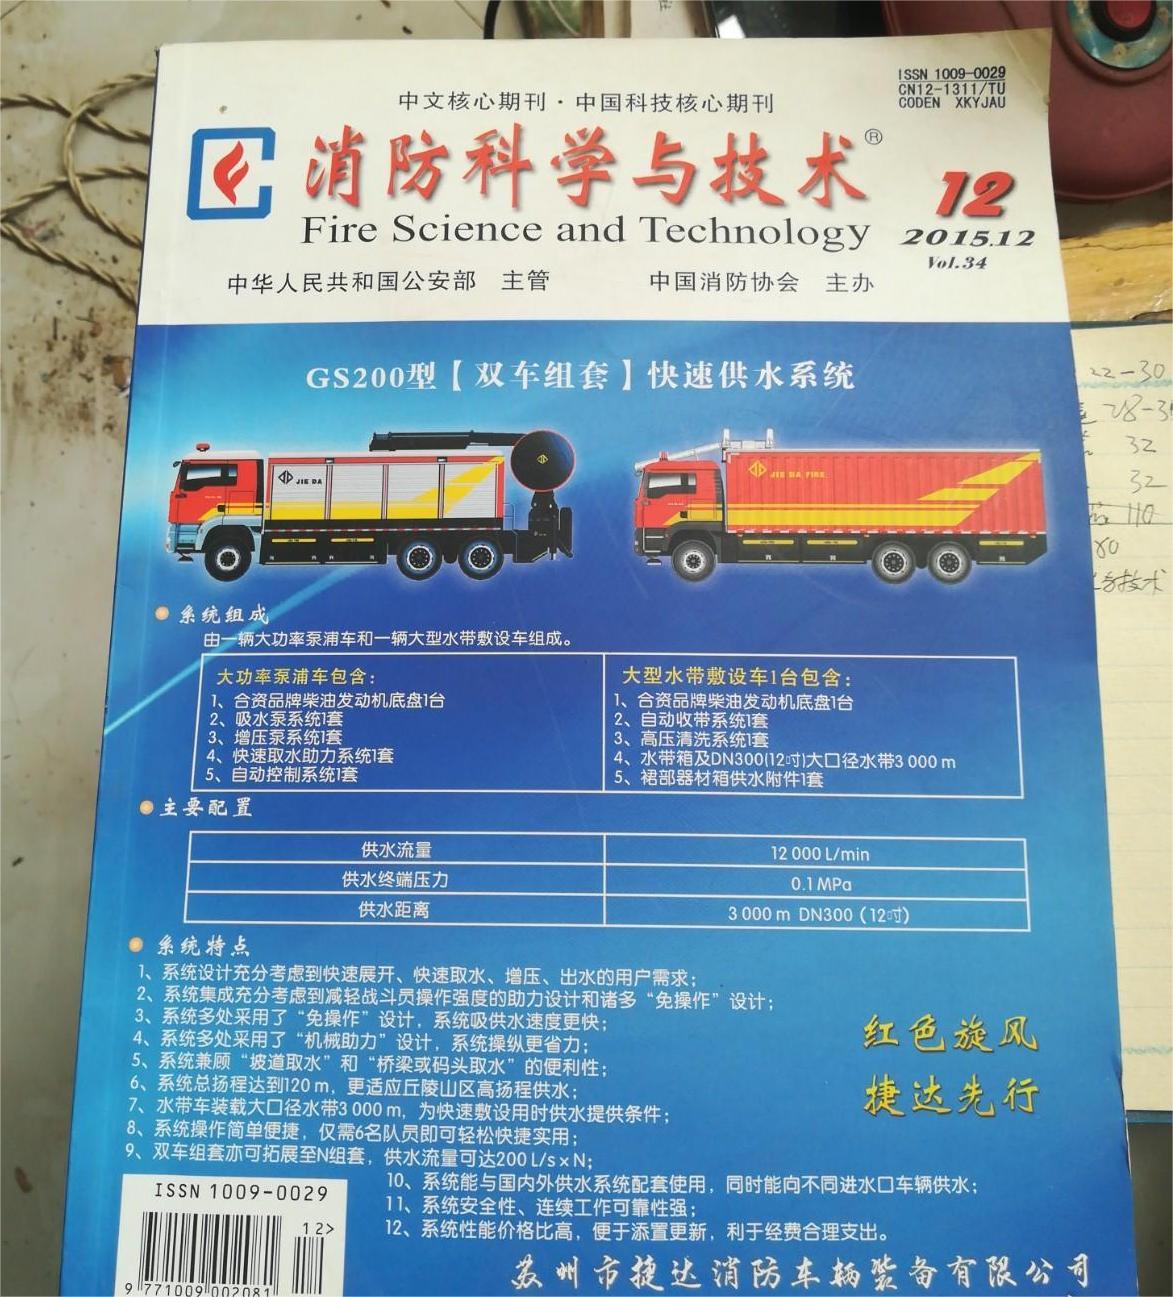 ISSN 1009-0029
CN12-1311/TU
CODEN XKYJAU
中文核心期刊·中国科技核心期刊
消防科学与技术®
Fire Science and Technology
12
2015.12
Vol.34
中华人民共和国公安部 主管 中国消防协会 主办
GS200型【双车组套】快速供水系统
JIE DA
JIE DA FIRE
系统组成
由一辆大功率泵浦车和一辆大型水带敷设车组成。
大功率泵浦车包含：
1、合资品牌柴油发动机底盘1台
2、吸水泵系统1套
3、增压泵系统1套
4、快速取水助力系统1套
5、自动控制系统1套
大型水带敷设车1台包含：
1、合资品牌柴油发动机底盘1台
2、自动收带系统1套
3、高压清洗系统1套
4、水带箱及DN300(12吋)大口径水带3 000 m
5、裙部器材箱供水附件1套
主要配置
供水流量 12 000 L/min
供水终端压力 0.1 MPa
供水距离 3 000 m DN300（12吋）
系统特点
1、系统设计充分考虑到快速展开、快速取水、增压、出水的用户需求；
2、系统集成充分考虑到减轻战斗员操作强度的助力设计和诸多“免操作”设计；
3、系统多处采用了“免操作”设计，系统吸供水速度更快；
4、系统多处采用了“机械助力”设计，系统操纵更省力；
5、系统兼顾“坡道取水”和“桥梁或码头取水”的便利性；
6、系统总扬程达到120 m，更适应丘陵山区高扬程供水；
7、水带车装载大口径水带3 000 m，为快速敷设用时供水提供条件；
8、系统操作简单便捷，仅需6名队员即可轻松快捷实用；
9、双车组套亦可拓展至N组套，供水流量可达200 L/s×N；
10、系统能与国内外供水系统配套使用，同时能向不同进水口车辆供水；
11、系统安全性、连续工作可靠性强；
12、系统性能价格比高，便于添置更新，利于经费合理支出。
红色旋风
捷达先行
ISSN 1009-0029
12>
9 771009 002081
苏州市捷达消防车辆装备有限公司
22-30
32
32
110
技术